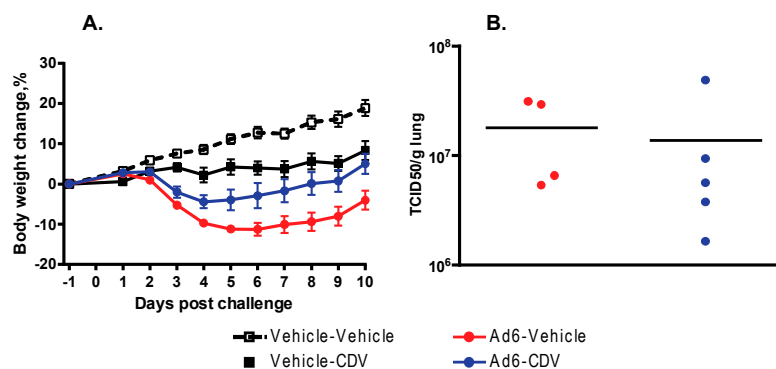 A.
B.
Body weight change,%
30
20
10
0
-10
-20
-1 0 1 2 3 4 5 6 7 8 9 10
Days post challenge
TCID50/g lung
10⁸
10⁷
10⁶
Vehicle-Vehicle
Ad6-Vehicle
Vehicle-CDV
Ad6-CDV